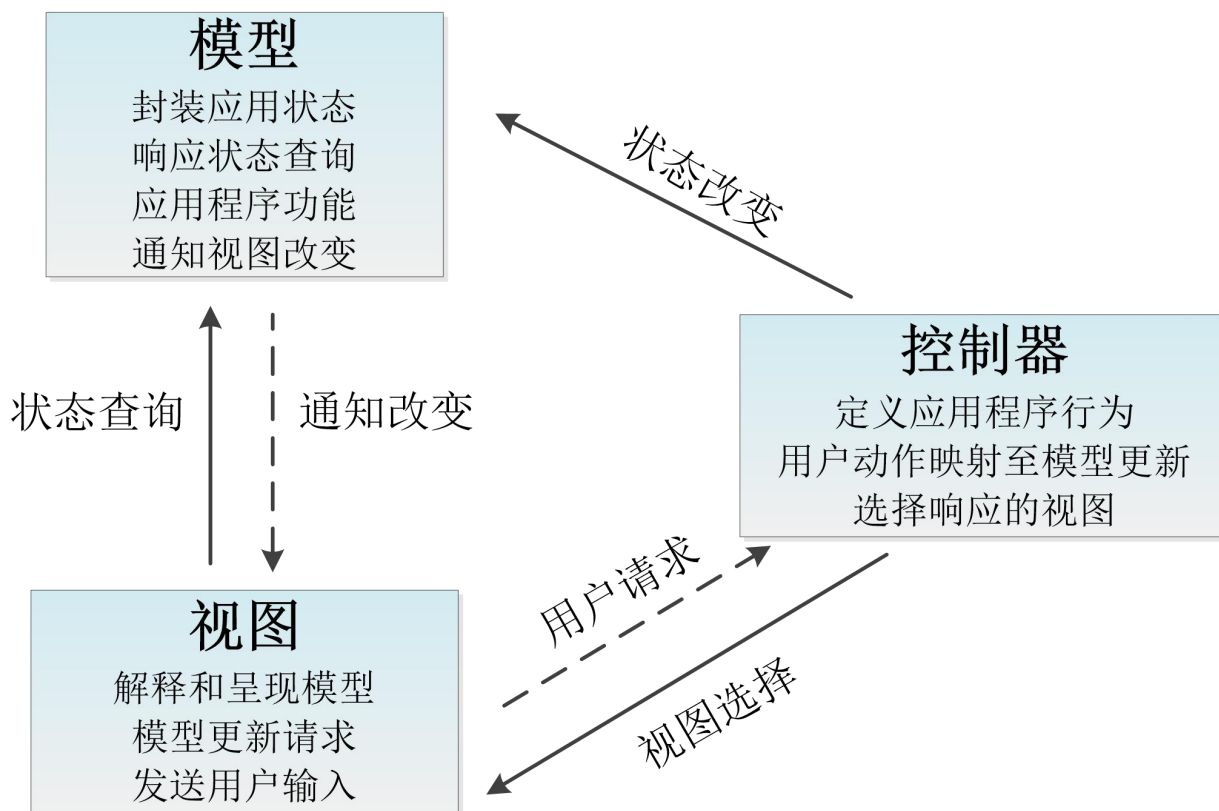 模型
封装应用状态
响应状态查询
应用程序功能
通知视图改变
状态改变
控制器
定义应用程序行为
用户动作映射至模型更新
选择响应的视图
状态查询
通知改变
用户请求
视图选择
视图
解释和呈现模型
模型更新请求
发送用户输入